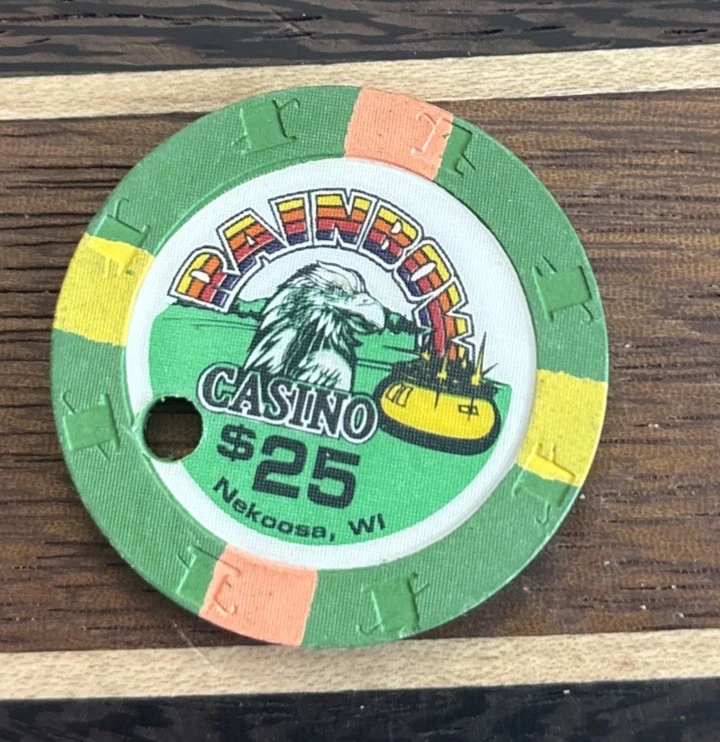 RAINBOW
CASINO
$25
Nekoosa, WI